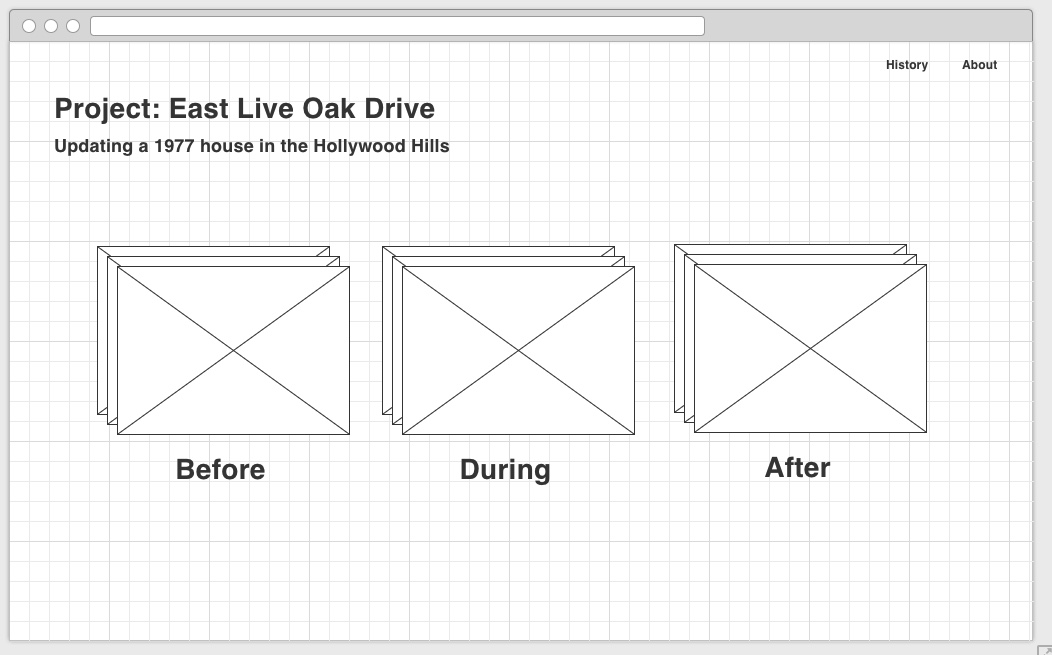 History About
Project: East Live Oak Drive
Updating a 1977 house in the Hollywood Hills
Before During After